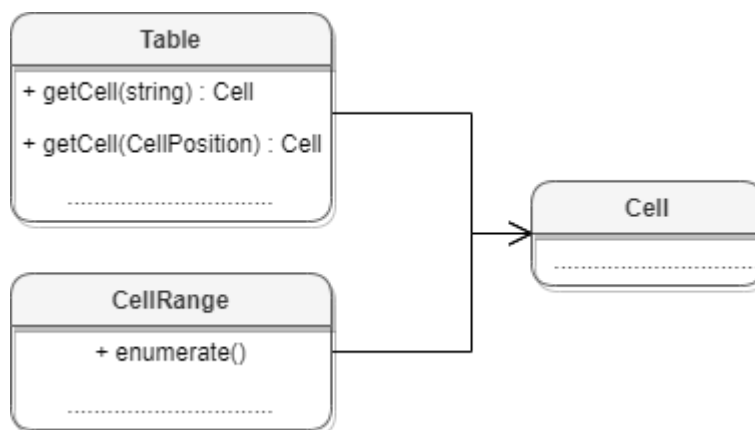 Table
+ getCell(string) : Cell
+ getCell(CellPosition) : Cell
Cell
CellRange
+ enumerate()